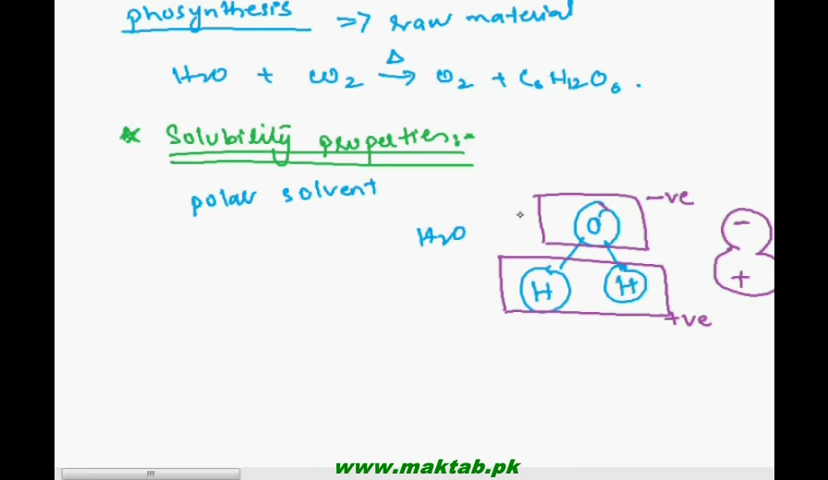 phosynthesis => raw material
H2O + CO2 Δ→ O2 + C6H12O6.
* Solubility properties:-
polar solvent
H2O
-ve
O
H H
+ve
-
+
www.maktab.pk